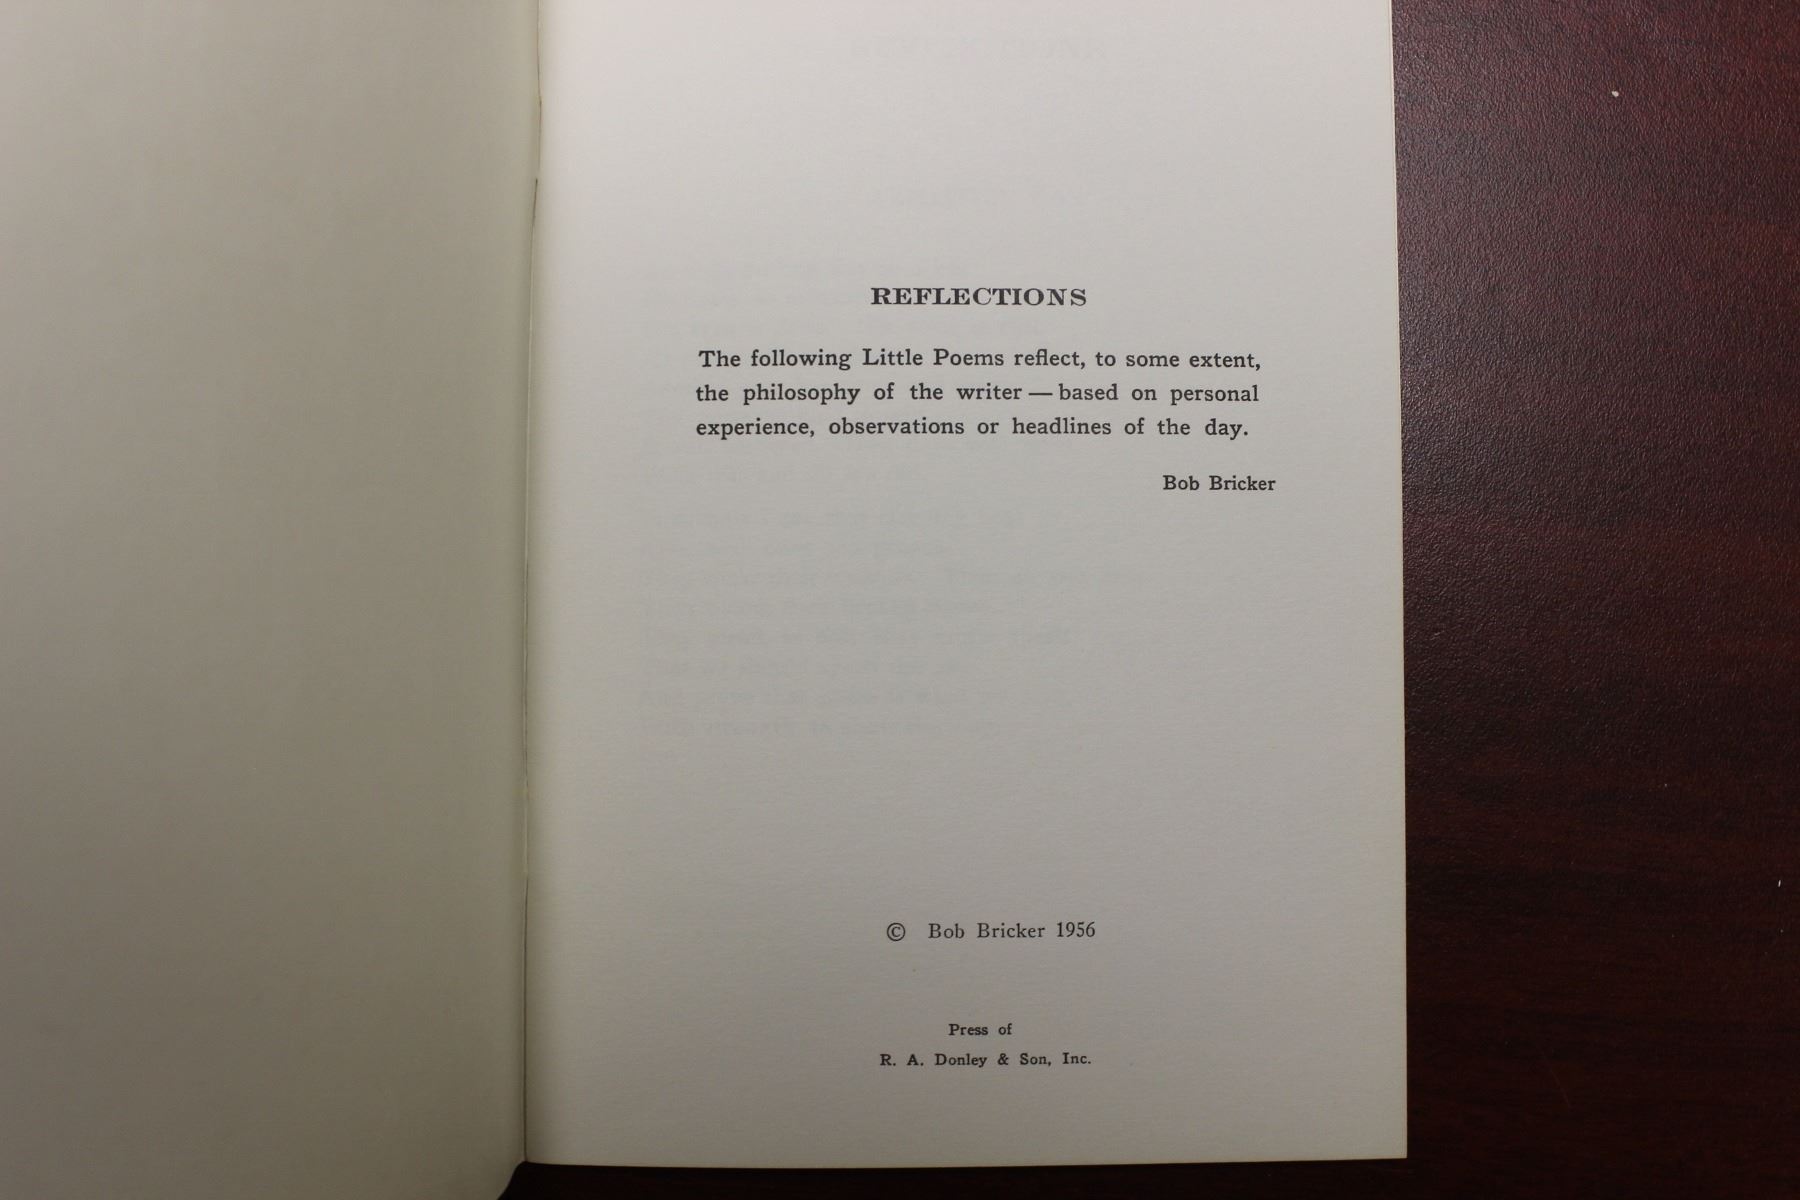 REFLECTIONS
The following Little Poems reflect, to some extent,
the philosophy of the writer — based on personal
experience, observations or headlines of the day.
Bob Bricker
© Bob Bricker 1956
Press of
R. A. Donley & Son, Inc.